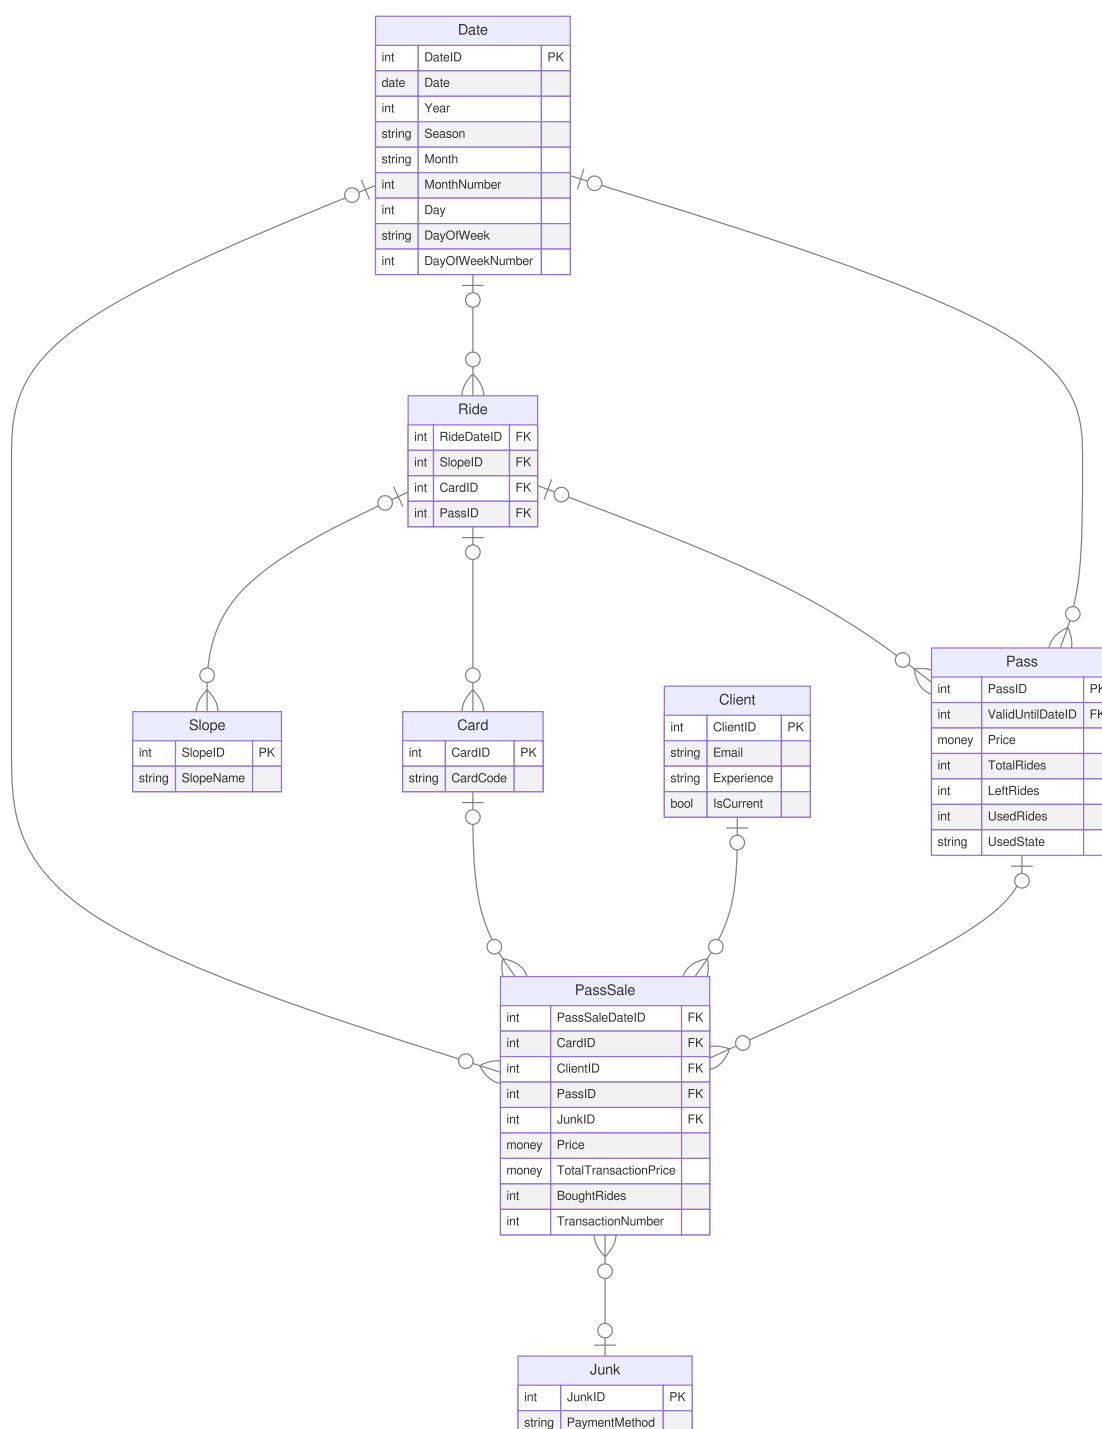 Date
int DateID PK
date Date
int Year
string Season
string Month
int MonthNumber
int Day
string DayOfWeek
int DayOfWeekNumber
Ride
int RideDateID FK
int SlopeID FK
int CardID FK
int PassID FK
Pass
int PassID PK
int ValidUntilDateID FK
money Price
int TotalRides
int LeftRides
int UsedRides
string UsedState
Client
int ClientID PK
string Email
string Experience
bool IsCurrent
Slope
int SlopeID PK
string SlopeName
Card
int CardID PK
string CardCode
PassSale
int PassSaleDateID FK
int CardID FK
int ClientID FK
int PassID FK
int JunkID FK
money Price
money TotalTransactionPrice
int BoughtRides
int TransactionNumber
Junk
int JunkID PK
string PaymentMethod